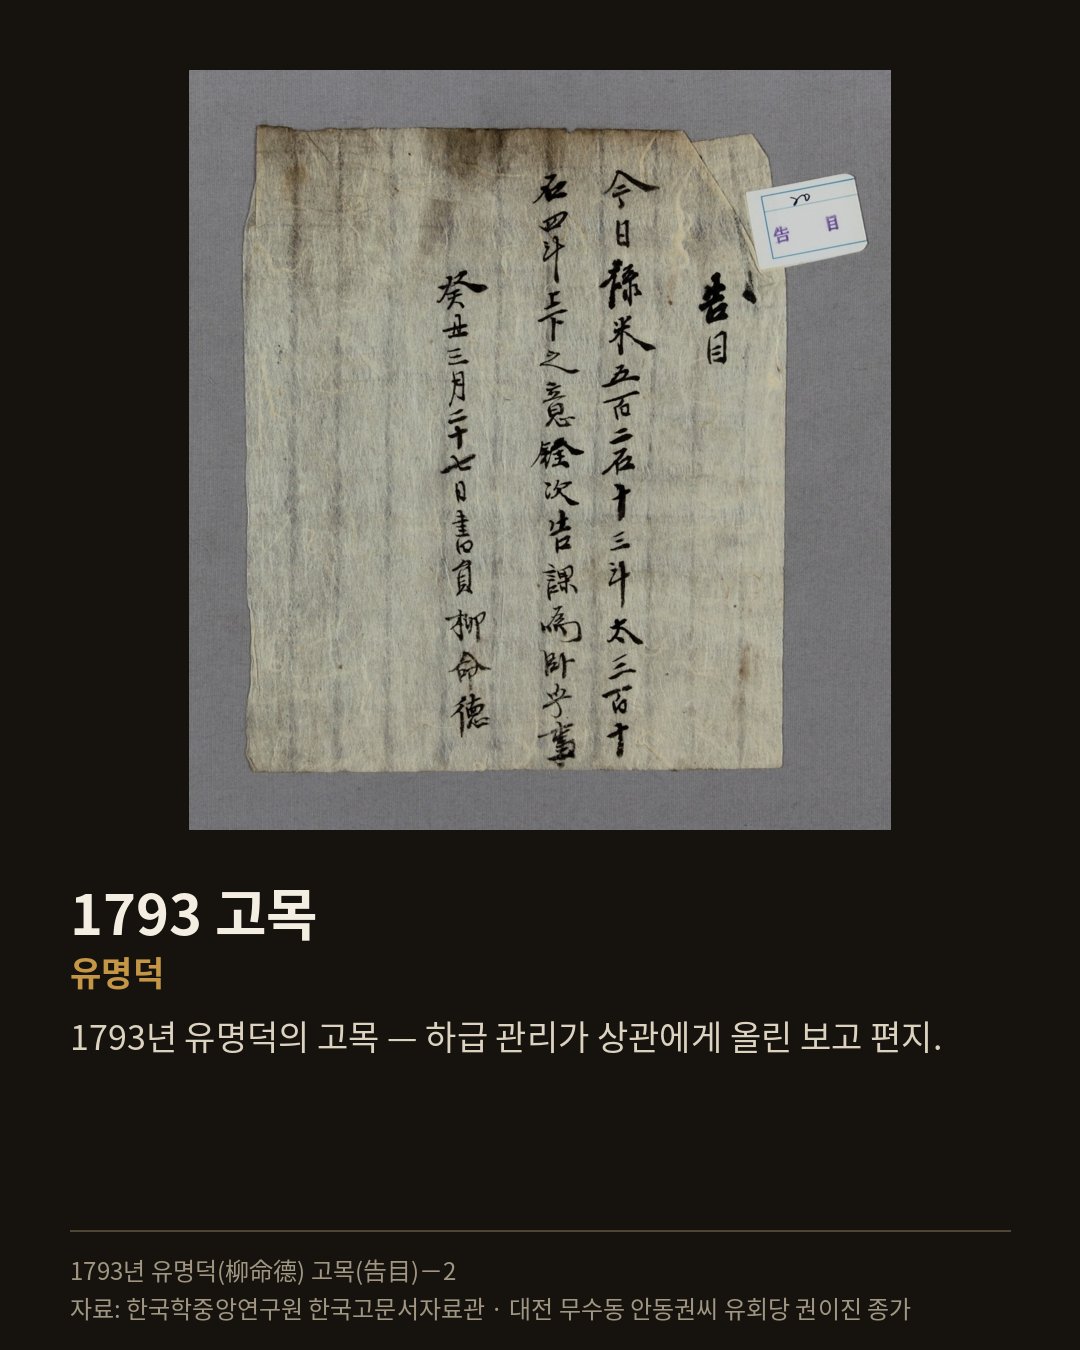 告目
今日祿米五百二石十三斗太三百十
石四斗上下之意銓次告課爲臥乎事
癸丑三月二十七日書員柳命德
20
告 目
1793 고목
유명덕
1793년 유명덕의 고목 — 하급 관리가 상관에게 올린 보고 편지.
1793년 유명덕(柳命德) 고목(告目)－2
자료: 한국학중앙연구원 한국고문서자료관 · 대전 무수동 안동권씨 유회당 권이진 종가